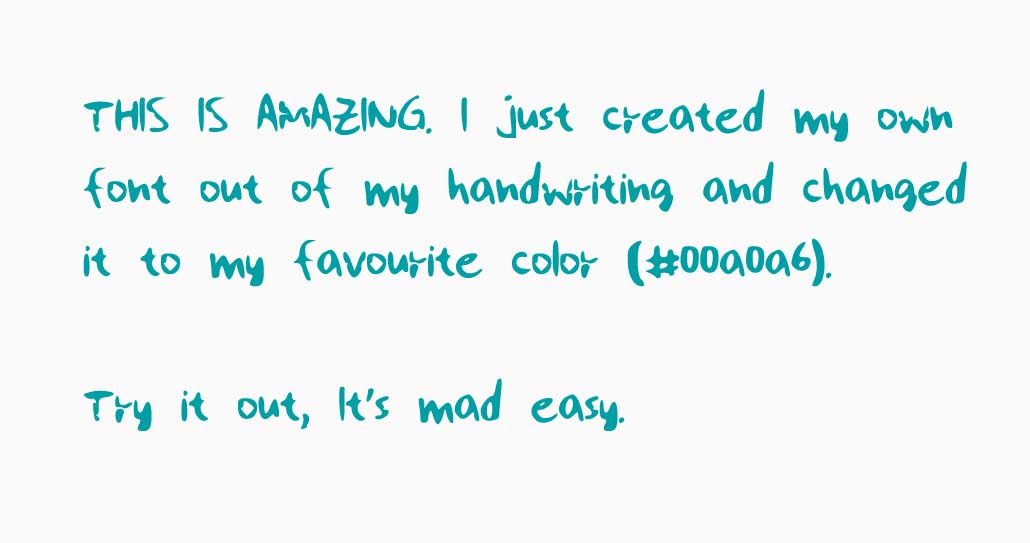 THIS IS AMAZING. I just created my own
font out of my handwriting and changed
it to my favourite color (#00a0a6).
Try it out, It's mad easy.